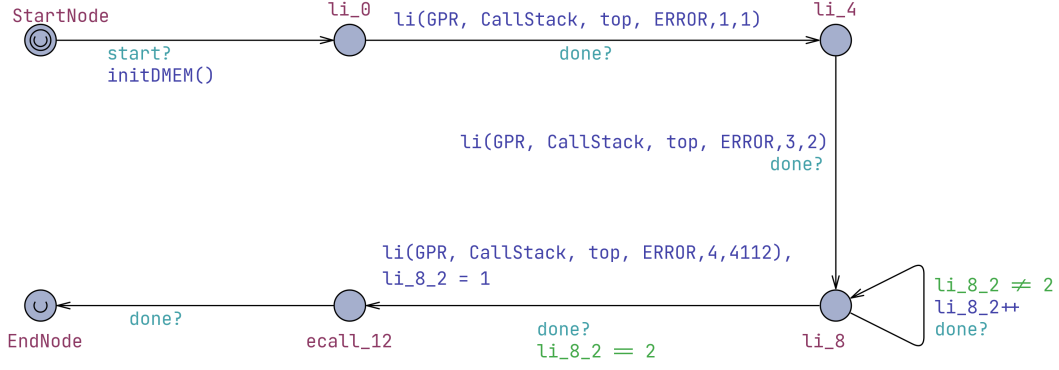 StartNode
li_0
li_4
li(GPR, CallStack, top, ERROR,1,1)
start?
done?
initDMEM()
li(GPR, CallStack, top, ERROR,3,2)
done?
li(GPR, CallStack, top, ERROR,4,4112),
li_8_2 = 1
li_8_2 ≠ 2
li_8_2++
done?
done?
done?
li_8_2 == 2
EndNode
ecall_12
li_8